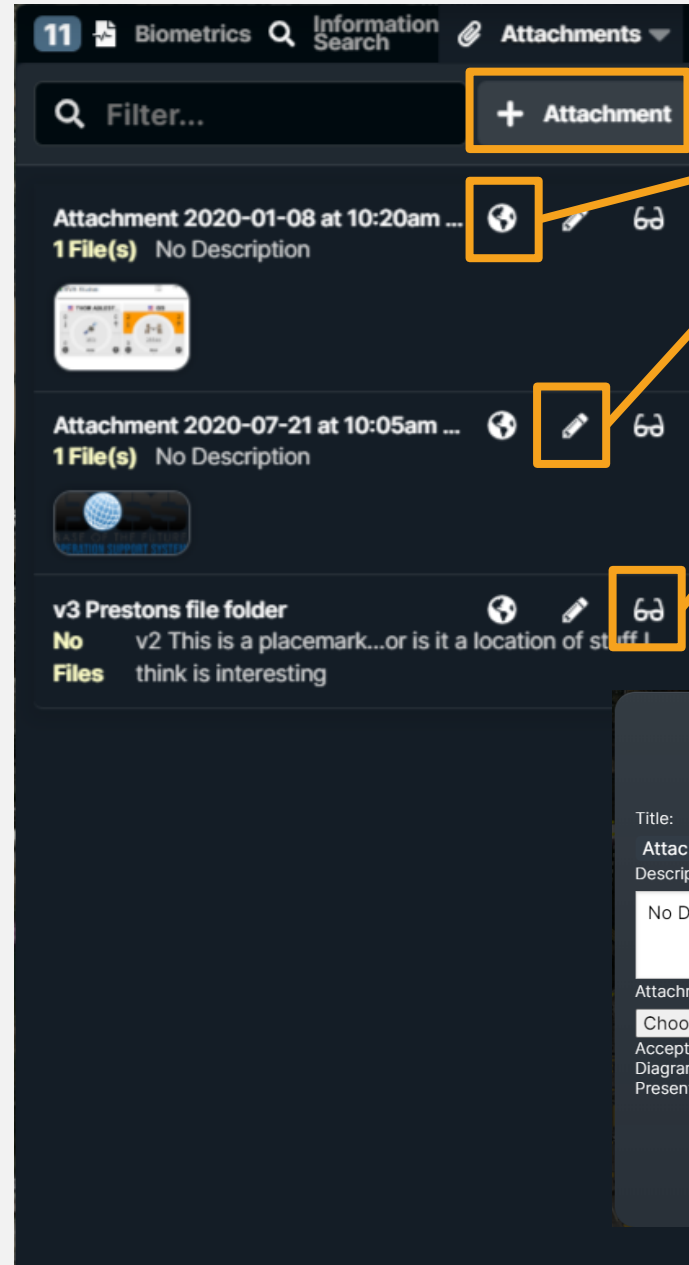 11 Biometrics Information Search Attachments
Filter... + Attachment
Attachment 2020-01-08 at 10:20am ...
1 File(s) No Description
Attachment 2020-07-21 at 10:05am ...
1 File(s) No Description
v3 Prestons file folder
No v2 This is a placemark...or is it a location of stuff I
Files think is interesting
Title:
Attac
Descrip
No D
Attachr
Choo
Accept
Diagrar
Presen